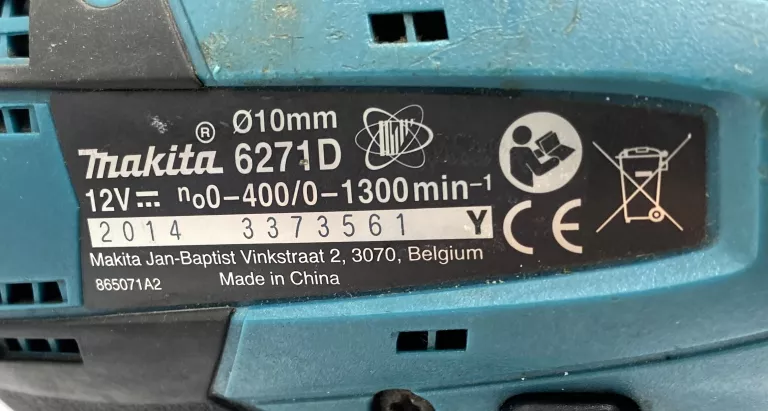 Ø10mm
makita® 6271D
12V⎓ n₀0-400/0-1300min⁻¹
2014 3373561 Y
Makita Jan-Baptist Vinkstraat 2, 3070, Belgium
865071A2 Made in China
CE